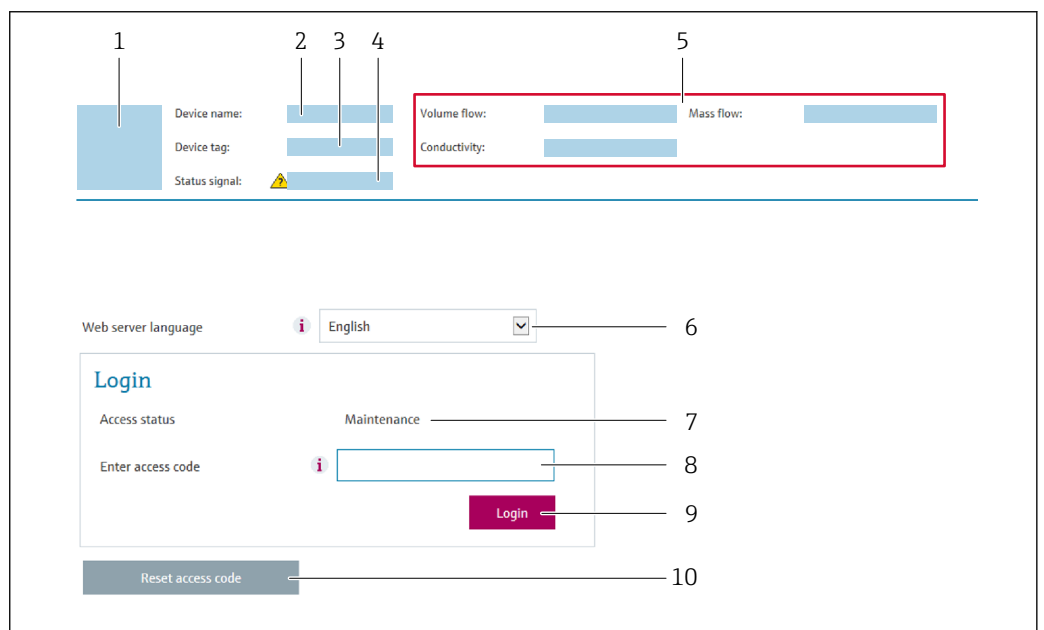 1 2 3 4 5
Device name: Volume flow: Mass flow:
Device tag: Conductivity:
Status signal: ?
Web server language i English 6
Login
Access status Maintenance 7
Enter access code i 8
Login 9
Reset access code 10